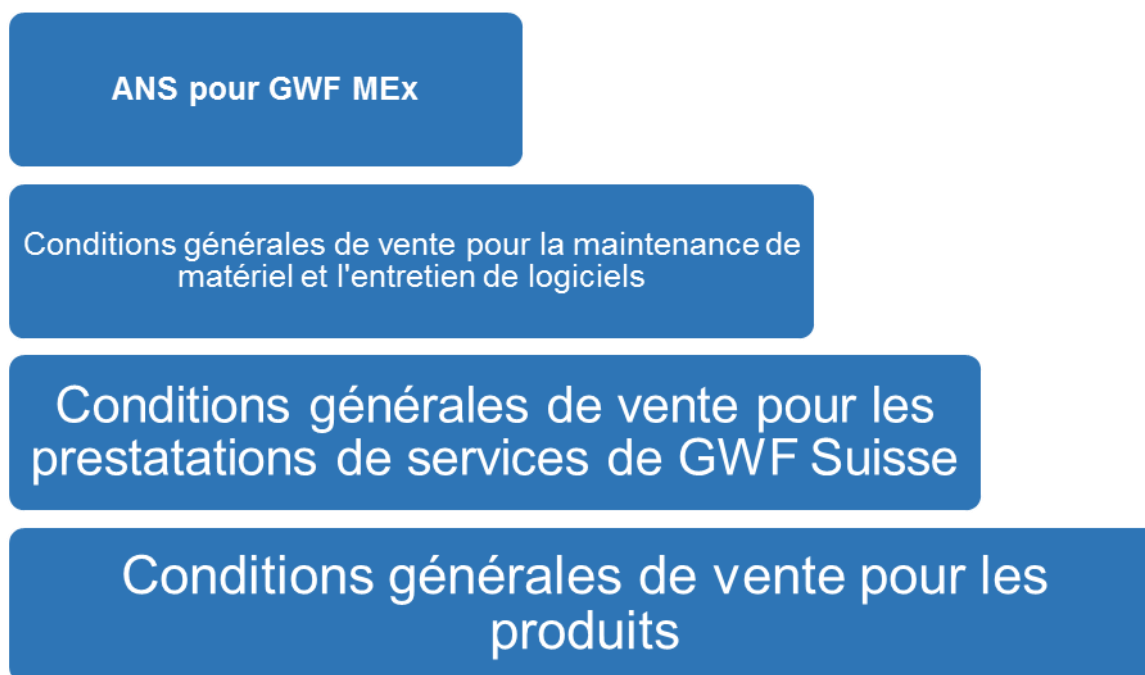 ANS pour GWF MEx
Conditions générales de vente pour la maintenance de
matériel et l'entretien de logiciels
Conditions générales de vente pour les
prestatations de services de GWF Suisse
Conditions générales de vente pour les
produits